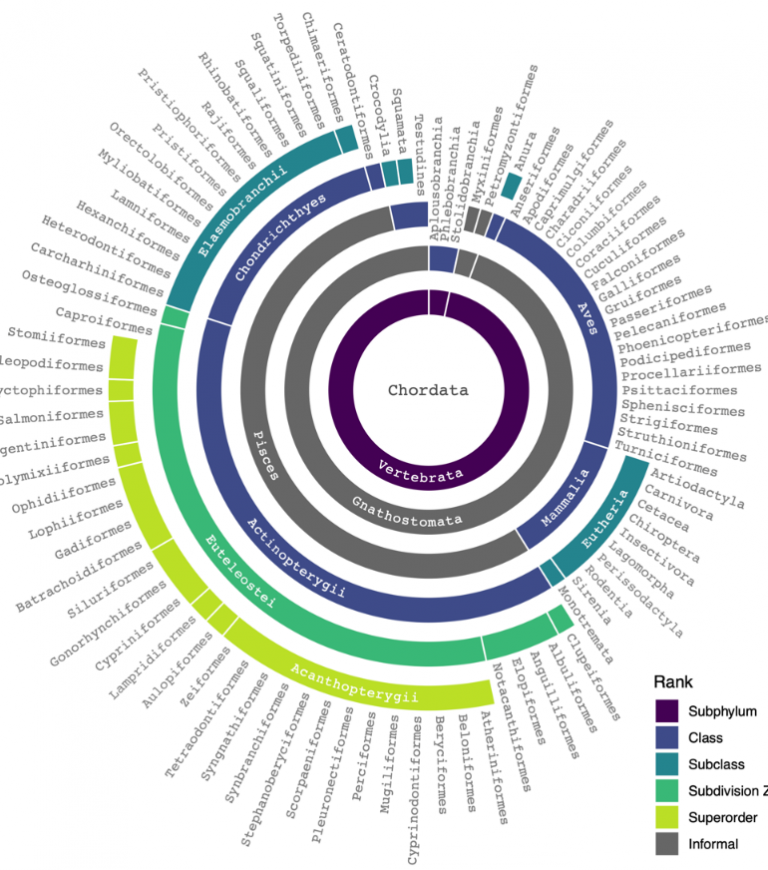 Chordata
Vertebrata
Gnathostomata
Pisces
Mammalia
Aves
Actinopterygii
Chondrichthyes
Elasmobranchii
Euteleostei
Eutheria
Acanthopterygii
Aplousobranchia
Phlebobranchia
Stolidobranchia
Myxiniformes
Petromyzontiformes
Anura
Anseriformes
Apodiformes
Caprimulgiformes
Charadriiformes
Ciconiiformes
Columbiformes
Coraciiformes
Cuculiformes
Falconiformes
Galliformes
Gruiformes
Passeriformes
Pelecaniformes
Phoenicopteriformes
Podicipediformes
Procellariiformes
Psittaciformes
Sphenisciformes
Strigiformes
Struthioniformes
Turniciformes
Artiodactyla
Carnivora
Cetacea
Chiroptera
Insectivora
Lagomorpha
Perissodactyla
Rodentia
Sirenia
Monotremata
Clupeiformes
Albuliformes
Anguilliformes
Elopiformes
Notacanthiformes
Atheriniformes
Beloniformes
Beryciformes
Cyprinodontiformes
Mugiliformes
Perciformes
Pleuronectiformes
Scorpaeniformes
Stephanoberyciformes
Synbranchiformes
Syngnathiformes
Tetraodontiformes
Zeiformes
Aulopiformes
Lampridiformes
Cypriniformes
Gonorhynchiformes
Siluriformes
Batrachoidiformes
Gadiformes
Lophiiformes
Ophidiiformes
olymixiiformes
gentiniformes
Salmoniformes
yctophiformes
leopodiformes
Stomiiformes
Caproiformes
Osteoglossiformes
Carcharhiniformes
Heterodontiformes
Hexanchiformes
Lamniformes
Myliobatiformes
Orectolobiformes
Pristiformes
Pristiophoriformes
Rajiformes
Rhinobatiformes
Squaliformes
Squatiniformes
Torpediniformes
Chimaeriformes
Ceratodontiformes
Crocodylia
Squamata
Testudines
Rank
Subphylum
Class
Subclass
Subdivision Z
Superorder
Informal